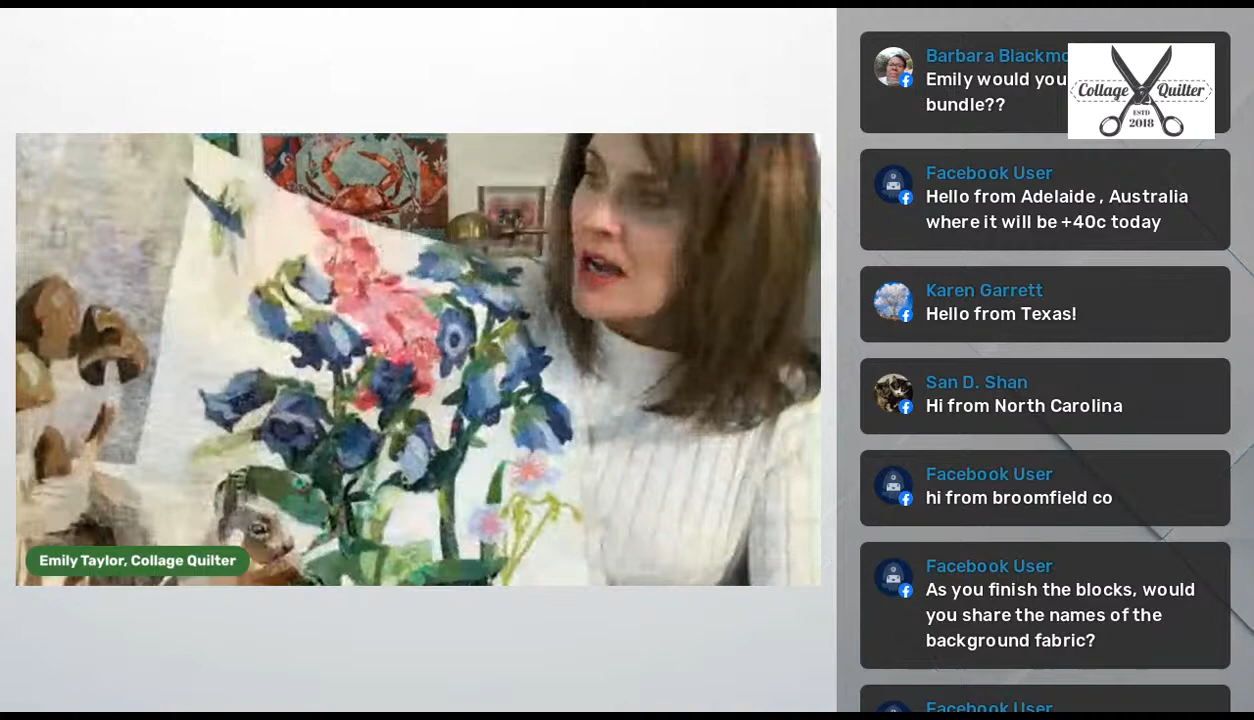 Barbara Blackmo
Emily would you
bundle??
Collage Quilter
ESTD
2018
Facebook User
Hello from Adelaide , Australia
where it will be +40c today
Karen Garrett
Hello from Texas!
San D. Shan
Hi from North Carolina
Facebook User
hi from broomfield co
Facebook User
As you finish the blocks, would
you share the names of the
background fabric?
Facebook User
Emily Taylor, Collage Quilter